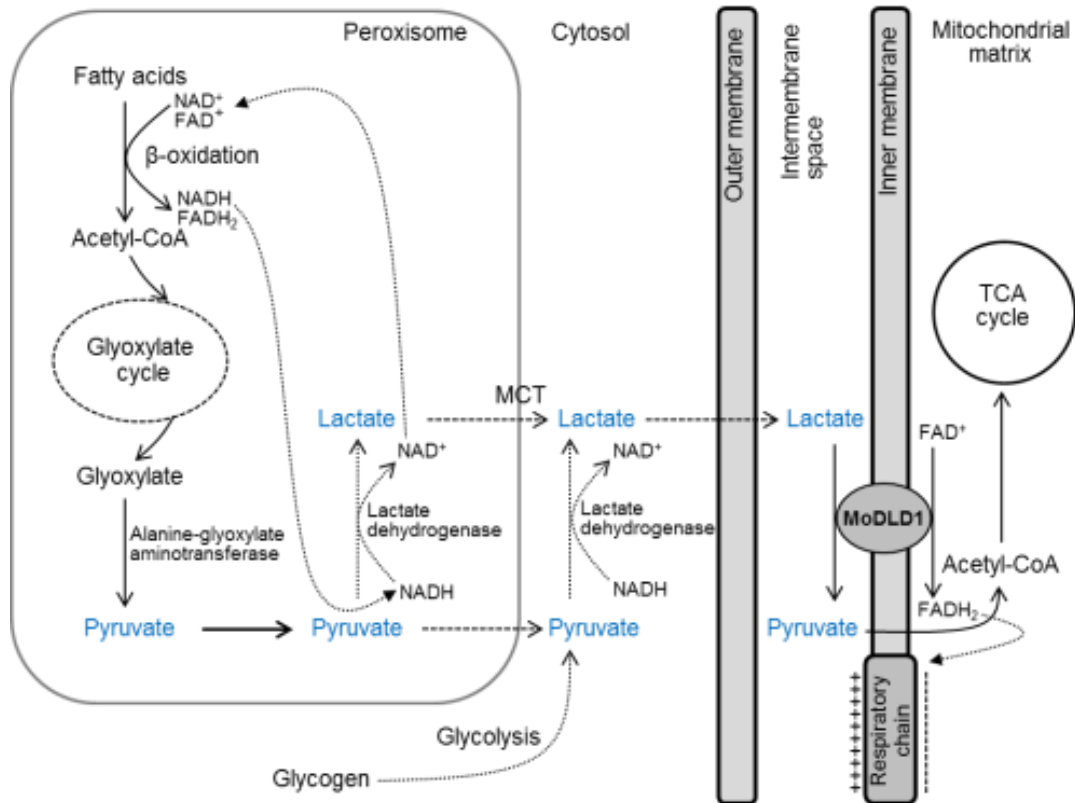 Peroxisome
Cytosol
Outer membrane
Intermembrane
space
Inner membrane
Mitochondrial
matrix
Fatty acids
NAD⁺
FAD⁺
β-oxidation
NADH
FADH₂
Acetyl-CoA
Glyoxylate
cycle
Glyoxylate
Alanine-glyoxylate
aminotransferase
Pyruvate
Lactate
NAD⁺
Lactate
dehydrogenase
NADH
Pyruvate
MCT
Lactate
NAD⁺
Lactate
dehydrogenase
NADH
Pyruvate
Glycolysis
Glycogen
Lactate
Pyruvate
MoDLD1
FAD⁺
FADH₂
Acetyl-CoA
TCA
cycle
Respiratory
chain
+++++++++